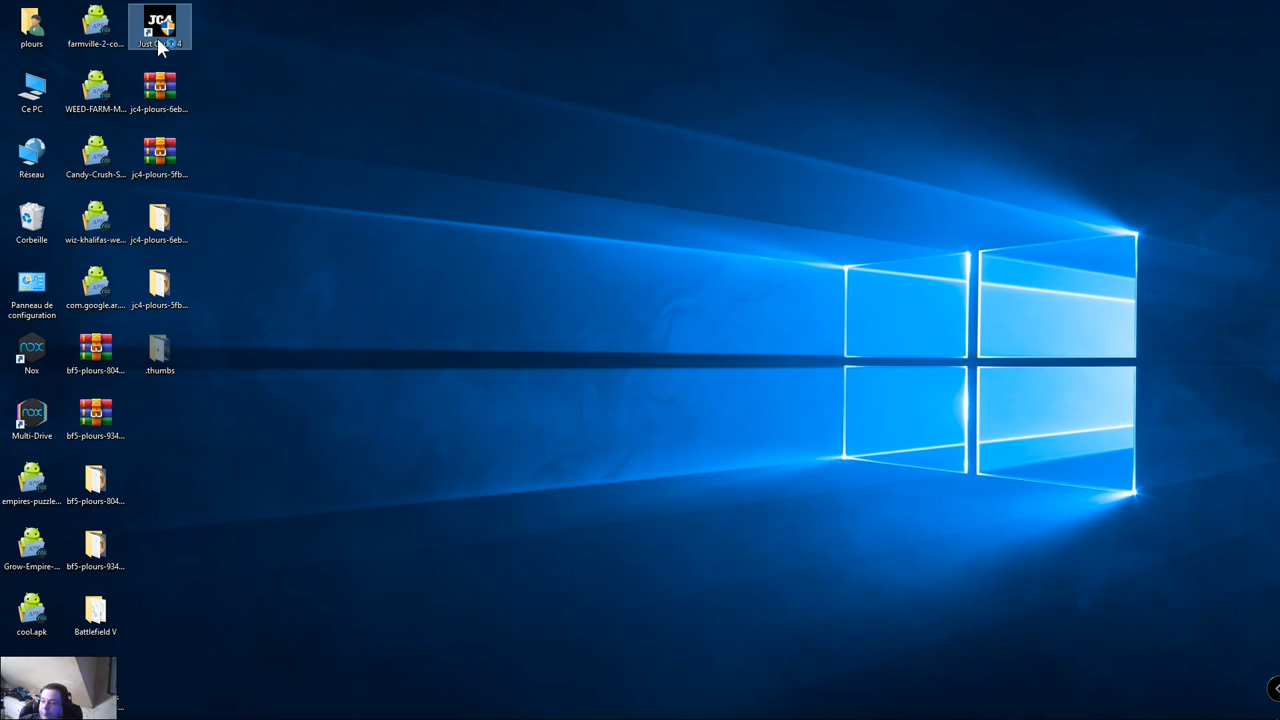 plours
farmville-2-co...
JC4
Just Cause 4
Ce PC
WEED-FARM-M...
jc4-plours-6eb...
Réseau
Candy-Crush-S...
jc4-plours-5fb...
Corbeille
wiz-khalifas-we...
jc4-plours-6eb...
Panneau de
configuration
com.google.ar....
jc4-plours-5fb...
nox
Nox
bf5-plours-804...
.thumbs
nox
Multi-Drive
bf5-plours-934...
empires-puzzle...
bf5-plours-804...
Grow-Empire-...
bf5-plours-934...
cool.apk
Battlefield V